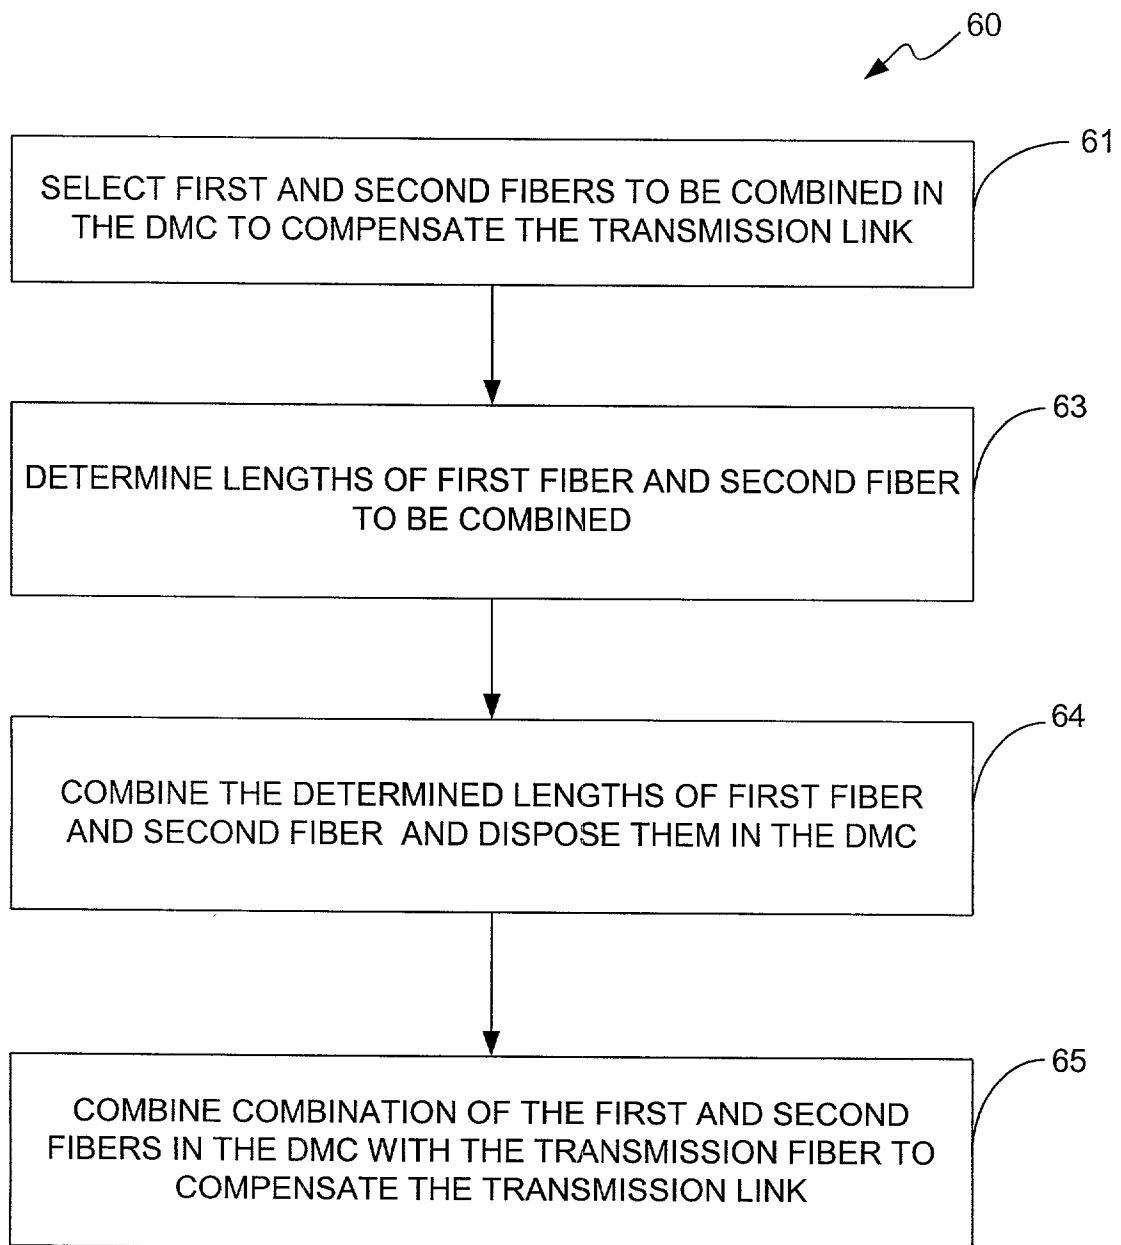 60
61
SELECT FIRST AND SECOND FIBERS TO BE COMBINED IN
THE DMC TO COMPENSATE THE TRANSMISSION LINK
63
DETERMINE LENGTHS OF FIRST FIBER AND SECOND FIBER
TO BE COMBINED
64
COMBINE THE DETERMINED LENGTHS OF FIRST FIBER
AND SECOND FIBER AND DISPOSE THEM IN THE DMC
65
COMBINE COMBINATION OF THE FIRST AND SECOND
FIBERS IN THE DMC WITH THE TRANSMISSION FIBER TO
COMPENSATE THE TRANSMISSION LINK